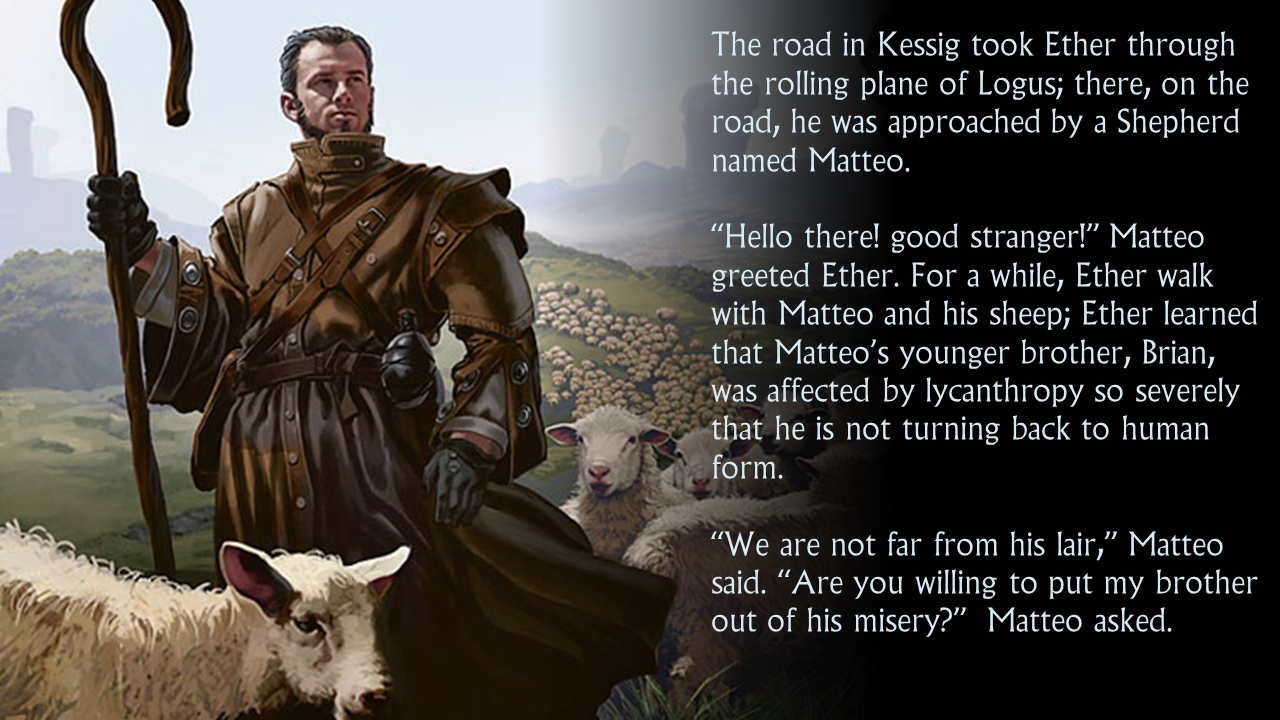 The road in Kessig took Ether through
the rolling plane of Logus; there, on the
road, he was approached by a Shepherd
named Matteo.
“Hello there! good stranger!” Matteo
greeted Ether. For a while, Ether walk
with Matteo and his sheep; Ether learned
that Matteo’s younger brother, Brian,
was affected by lycanthropy so severely
that he is not turning back to human
form.
“We are not far from his lair,” Matteo
said. “Are you willing to put my brother
out of his misery?”  Matteo asked.